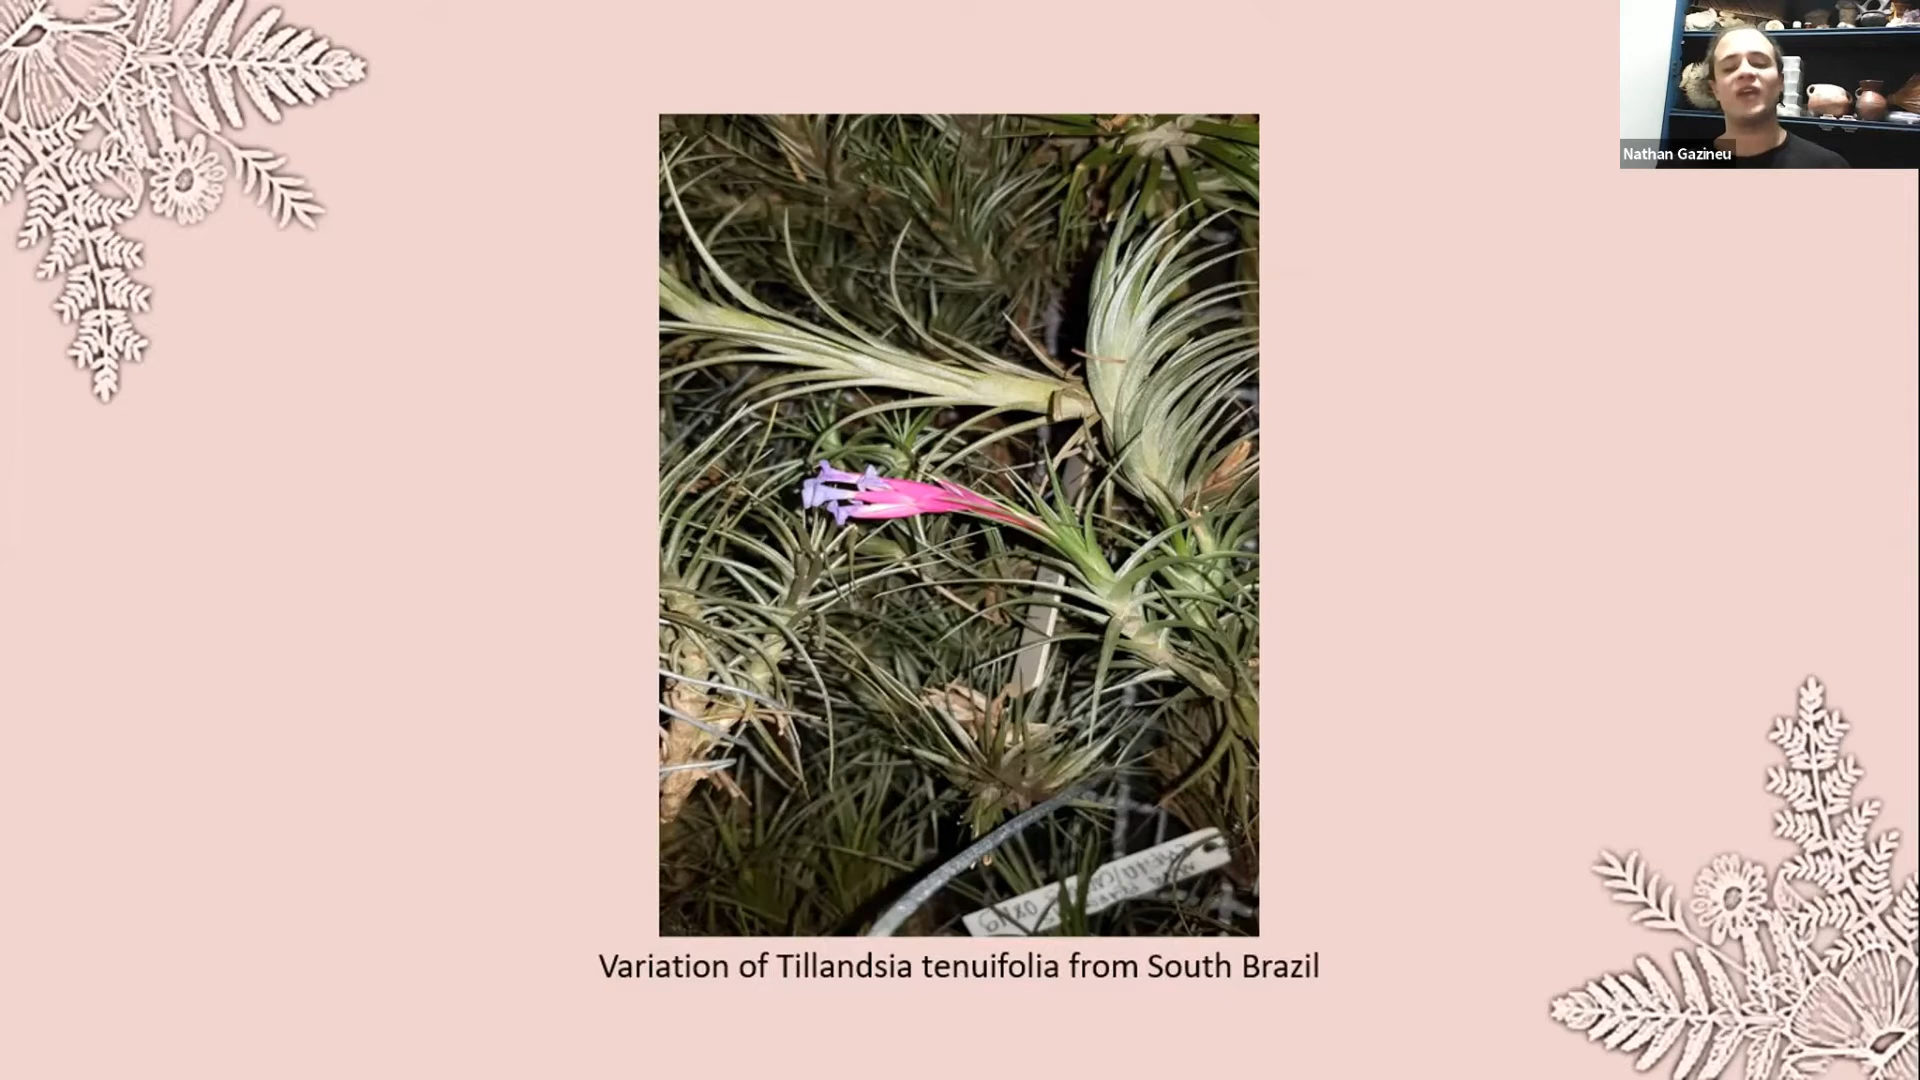 Nathan Gazineu
Variation of Tillandsia tenuifolia from South Brazil